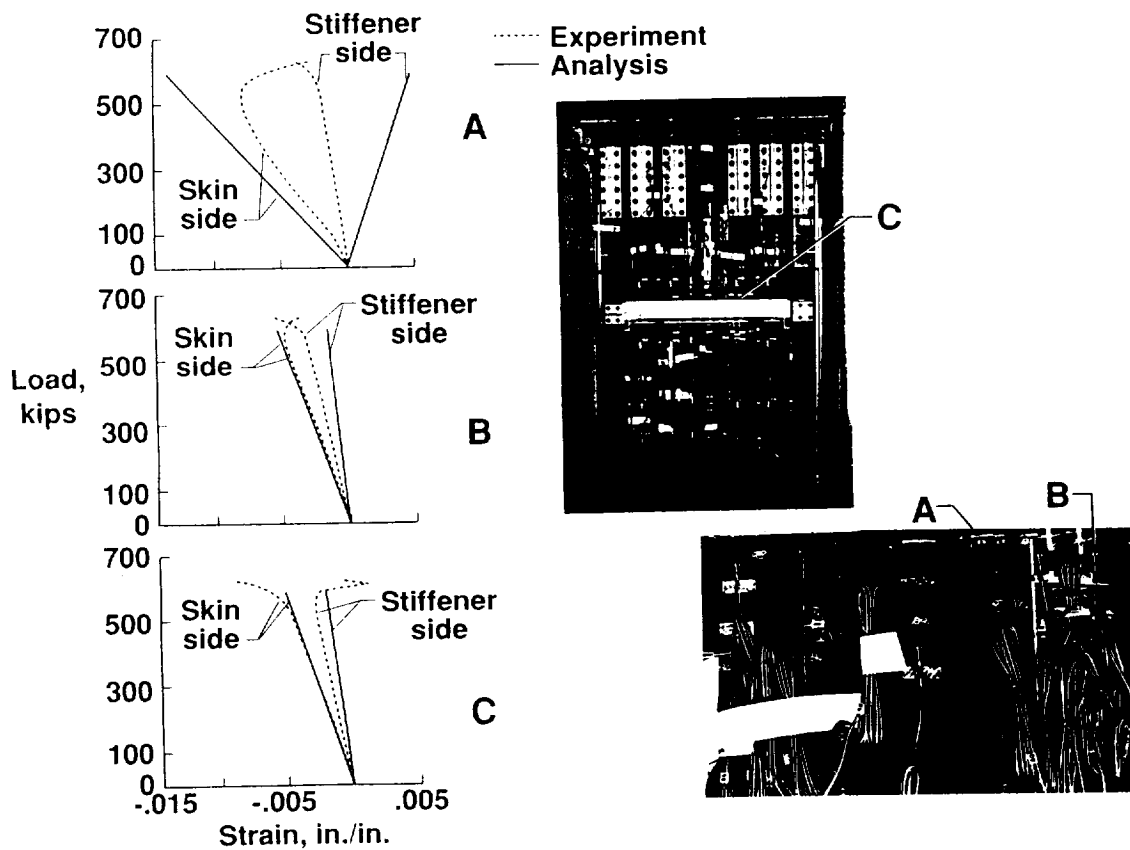 Stiffener
side
Experiment
Analysis
700
500
300
100
0
A
Skin
side
700
500
300
100
0
Skin
side
Stiffener
side
B
Load,
kips
700
500
300
100
0
Skin
side
Stiffener
side
C
-.015
-.005
.005
Strain, in./in.
C
A
B